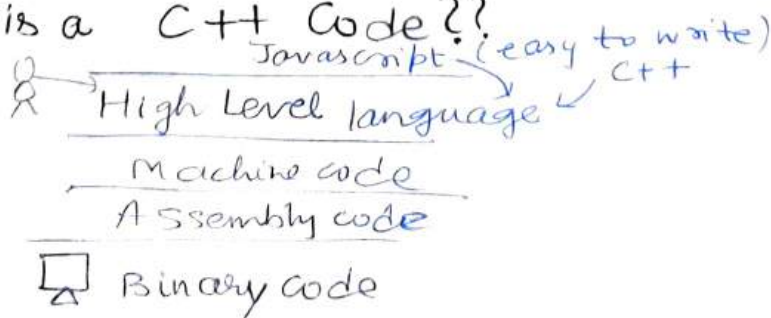 is a C++ Code??
Javascript (easy to write)
C++
High Level language
Machine code
Assembly code
Binary code